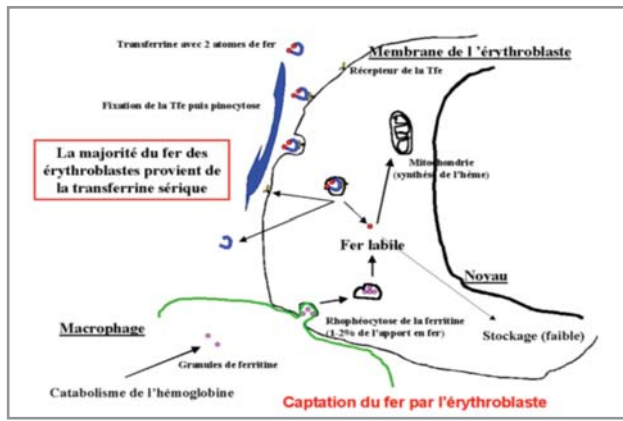 Transferrine avec 2 atomes de fer
Membrane de l 'érythroblaste
Récepteur de la Tfe
Fixation de la Tfe puis pinocytose
La majorité du fer des
érythroblastes provient de
la transferrine sérique
Mitochondrie
(synthèse de l'hème)
Fer labile
Noyau
Rhophéocytose de la ferritine
(1-2% de l'apport en fer)
Stockage (faible)
Macrophage
Granules de ferritine
Catabolisme de l'hémoglobine
Captation du fer par l'érythroblaste